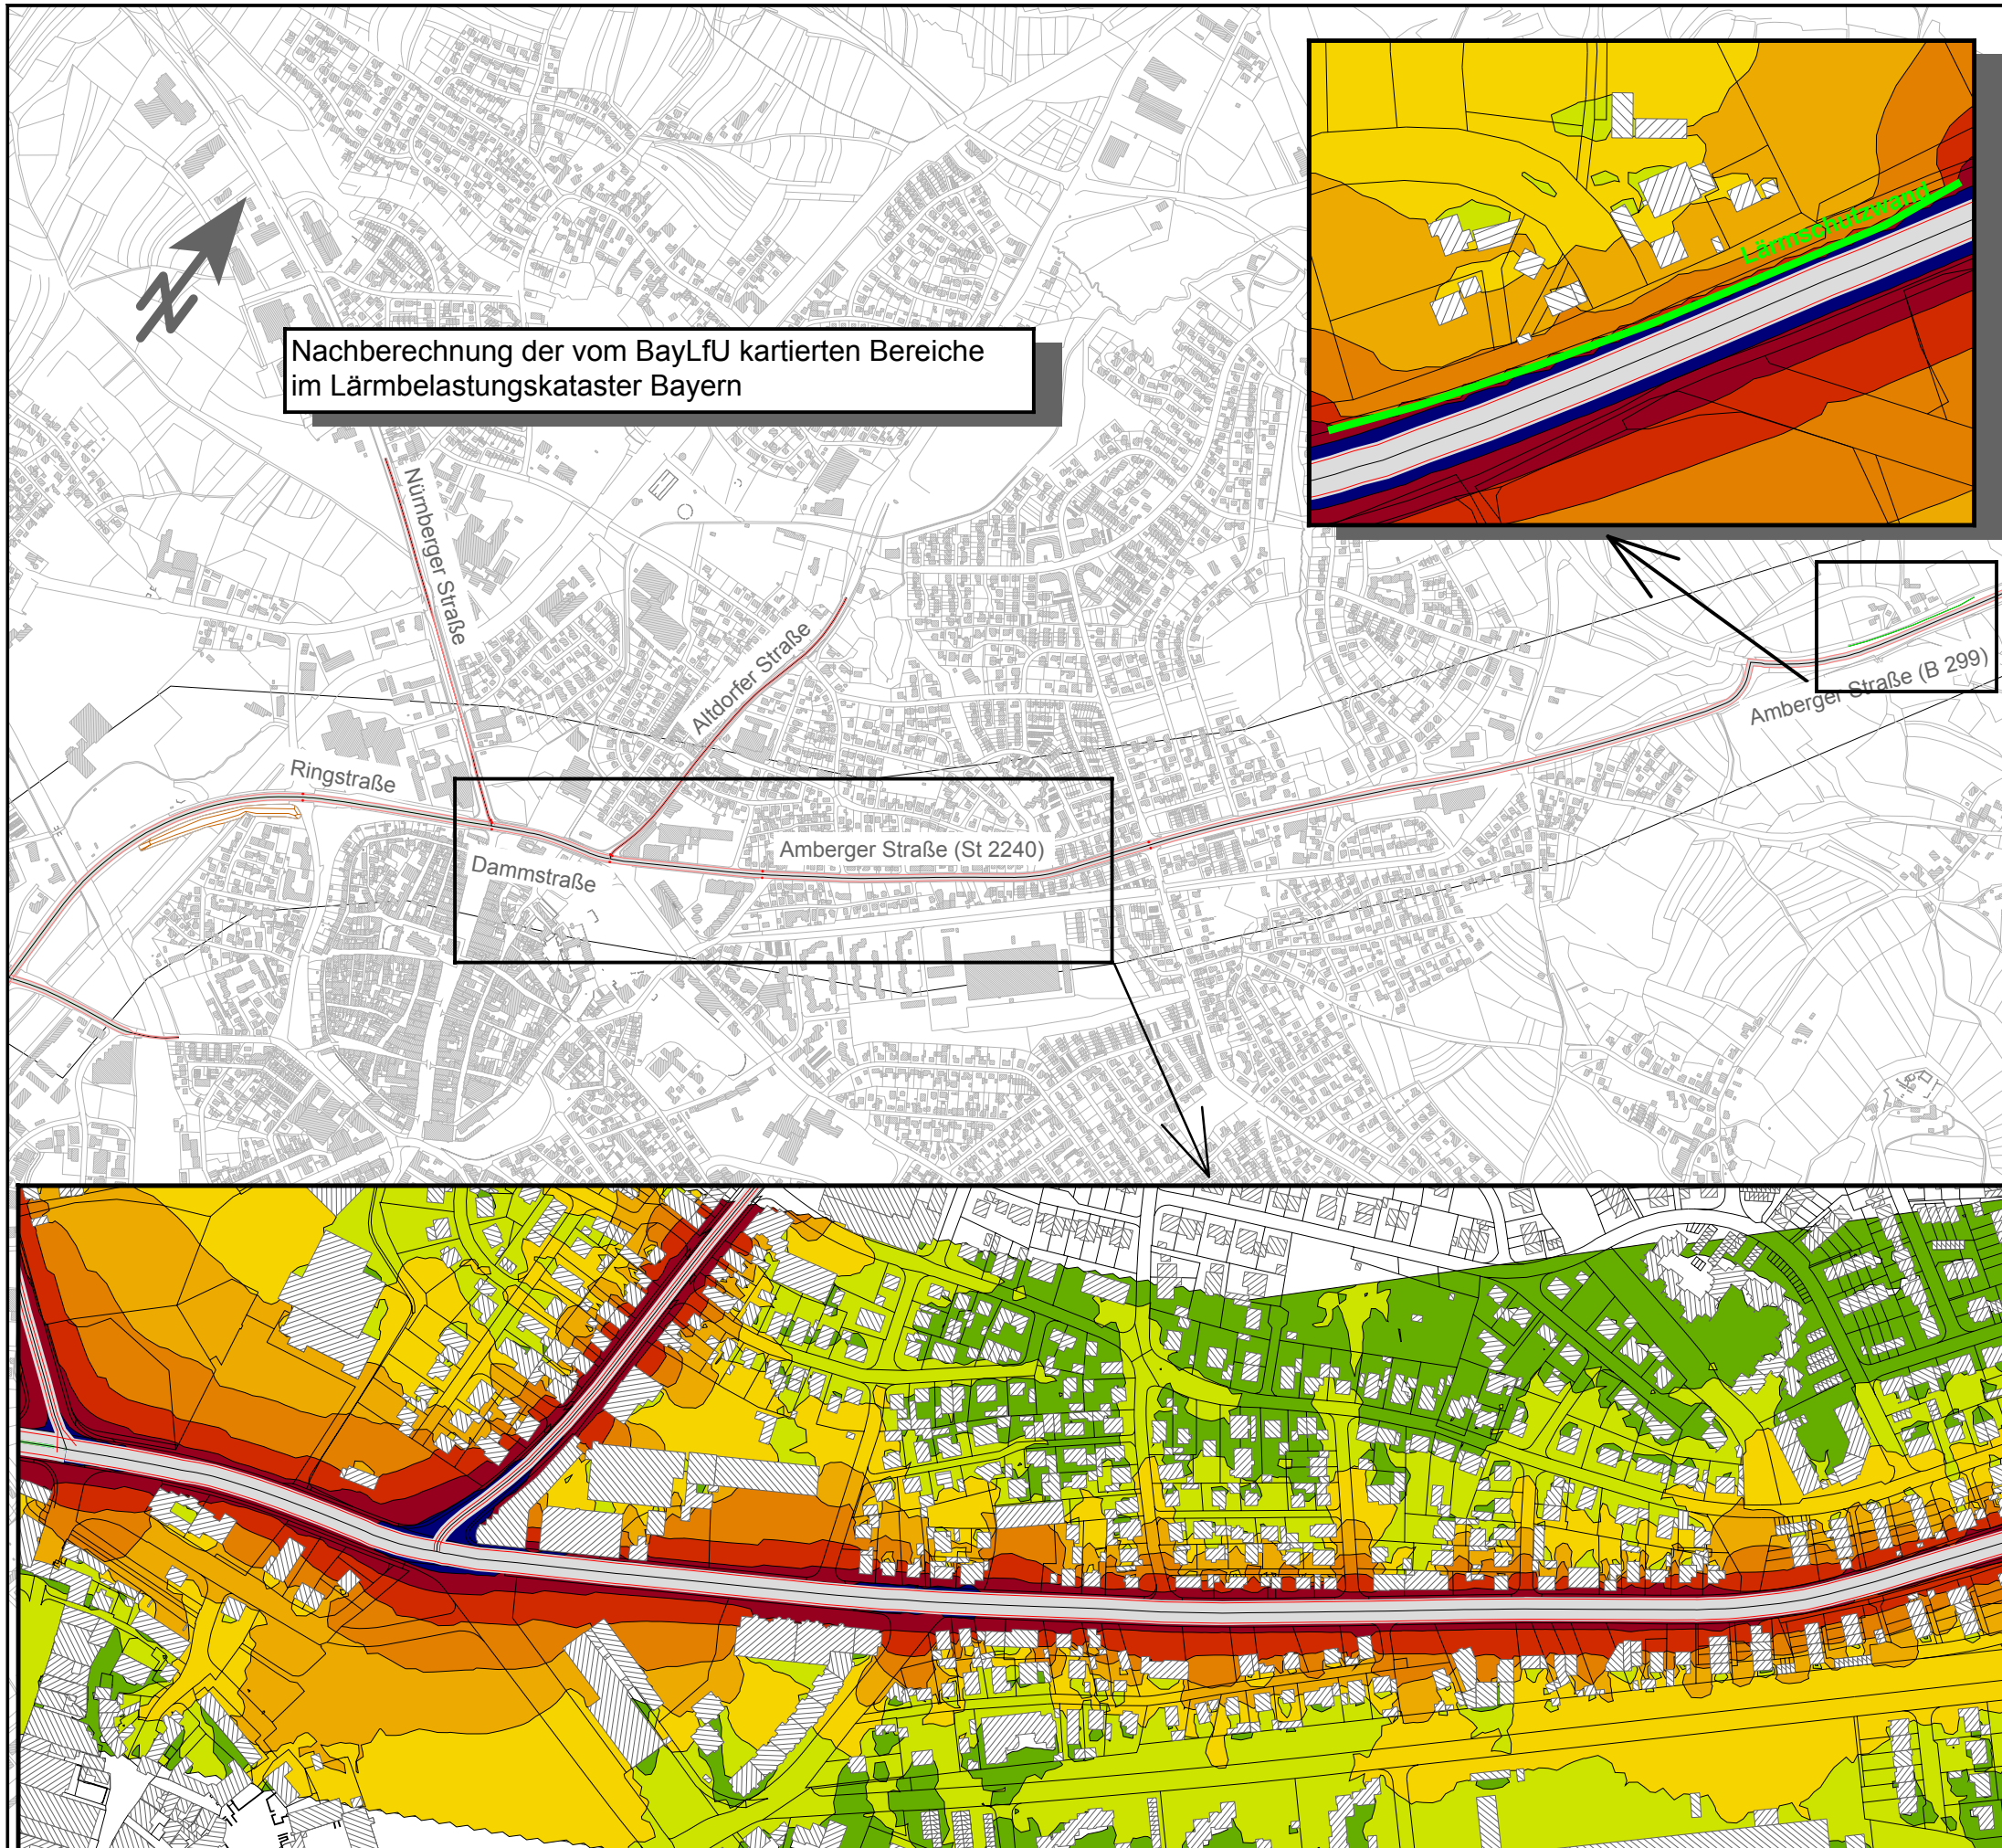 Lärmschutzwand
Nachberechnung der vom BayLfU kartierten Bereiche
im Lärmbelastungskataster Bayern
Nürnberger Straße
Altdorfer Straße
Amberger Straße (B 299)
Ringstraße
Amberger Straße (St 2240)
Dammstraße